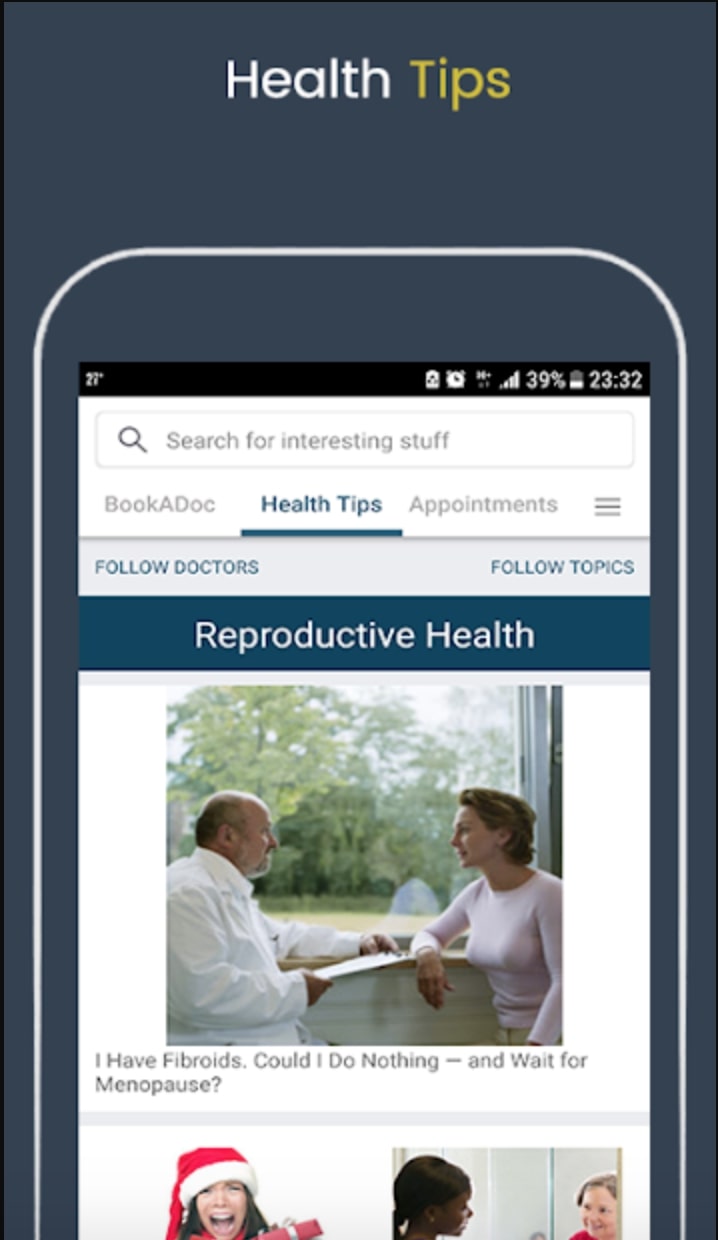 Health Tips
27°
39% 23:32
Search for interesting stuff
BookADoc Health Tips Appointments
FOLLOW DOCTORS FOLLOW TOPICS
Reproductive Health
I Have Fibroids. Could I Do Nothing — and Wait for
Menopause?